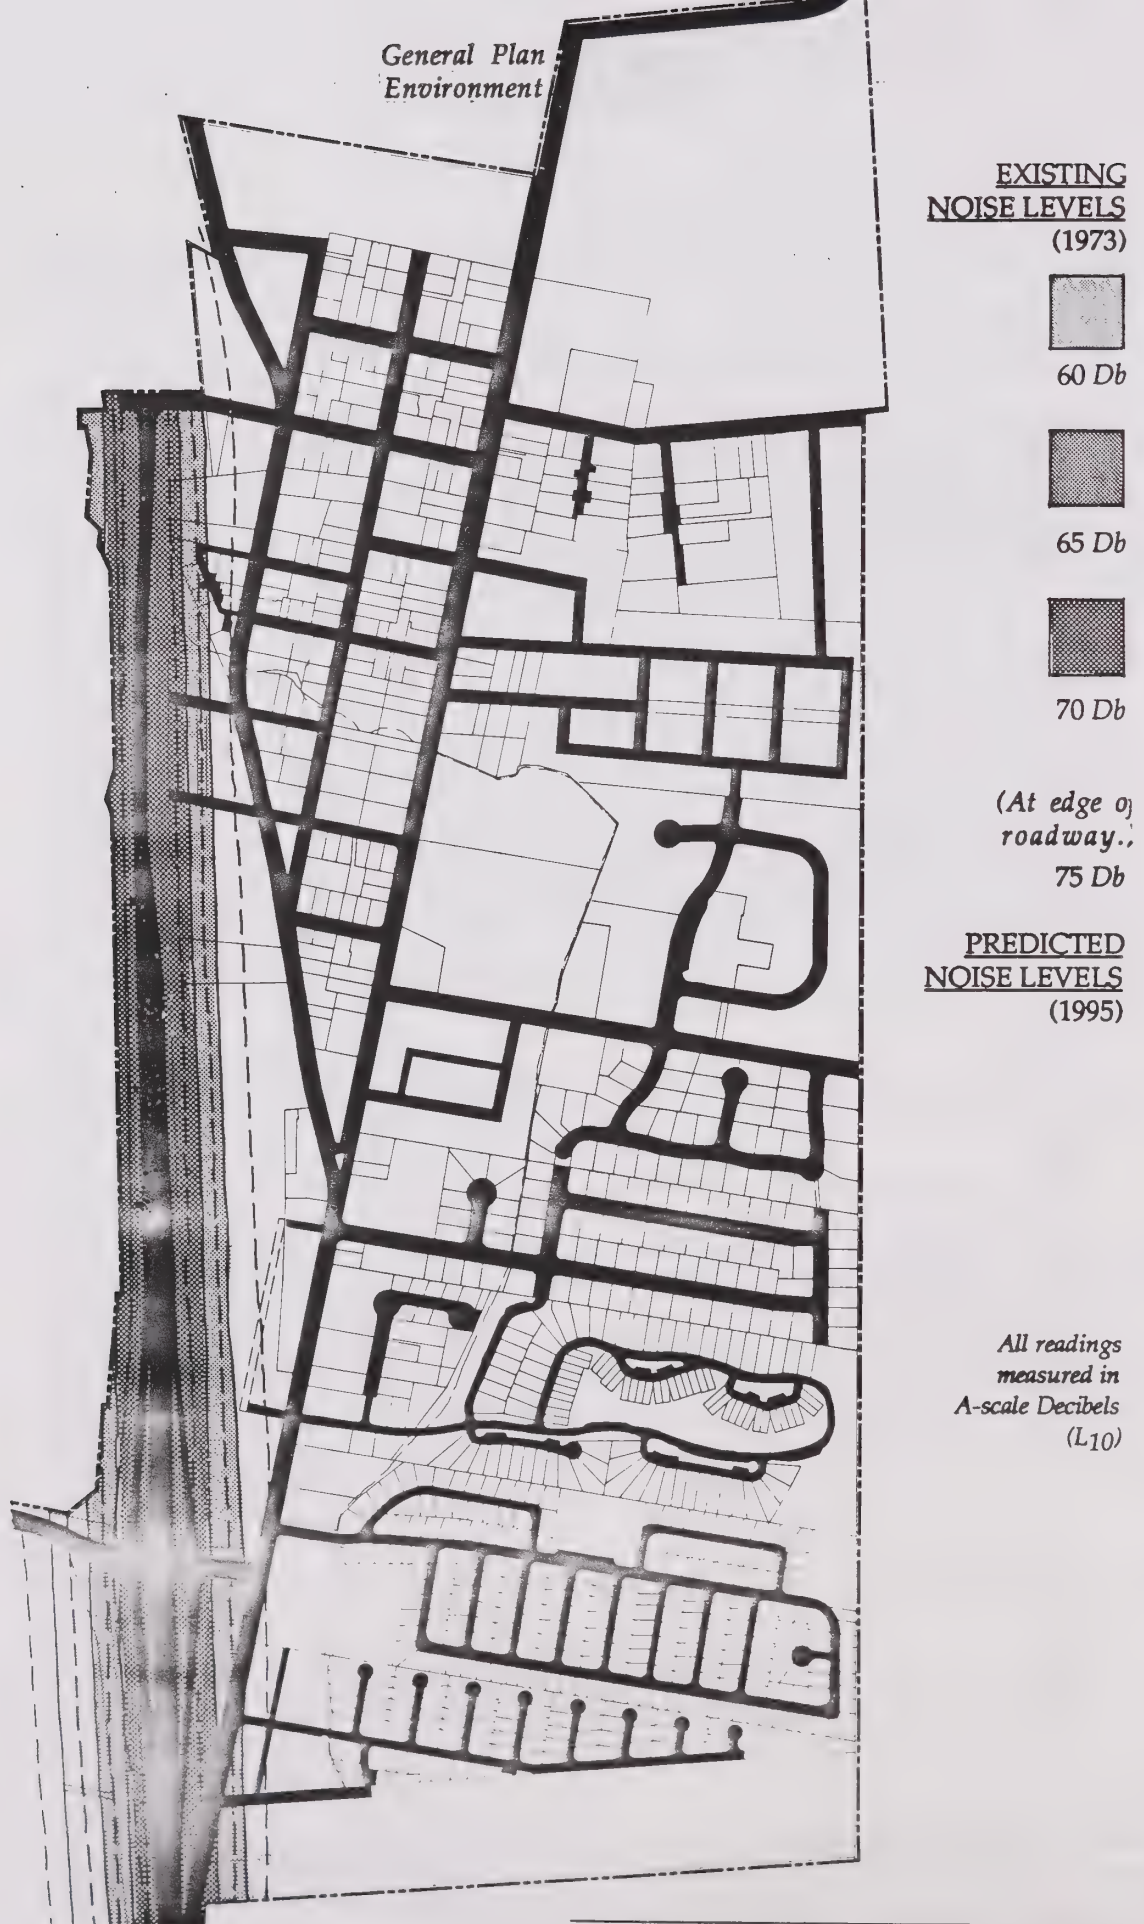 General Plan
Environment
EXISTING
NOISE LEVELS
(1973)
60 Db
65 Db
70 Db
(At edge of
roadway.)
75 Db
PREDICTED
NOISE LEVELS
(1995)
All readings
measured in
A-scale Decibels
(L10)